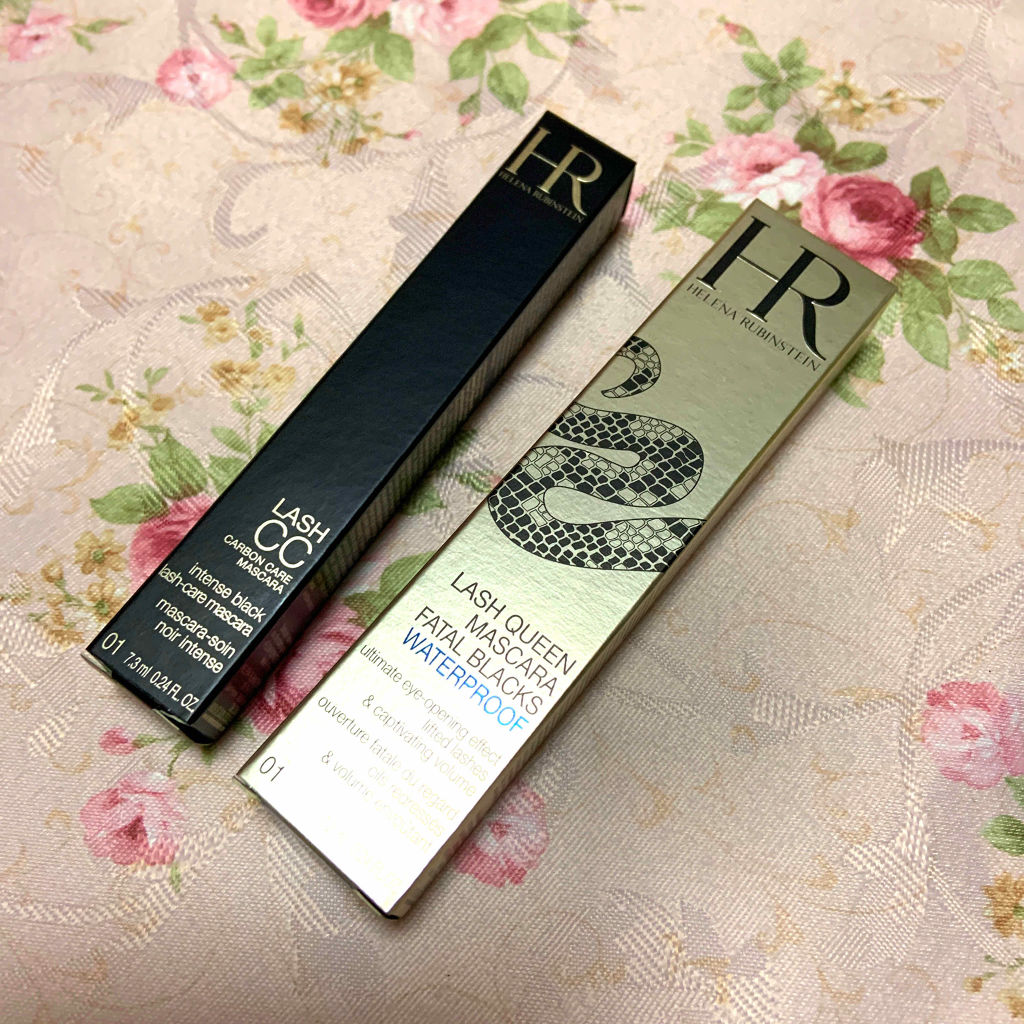 HR
HELENA RUBINSTEIN
LASH
CC
CARBON CARE
MASCARA
intense black
lash-care mascara
mascara-soin
noir intense
01 7.3 ml 0.24 FL. OZ.
HR
HELENA RUBINSTEIN
LASH QUEEN
MASCARA
FATAL BLACKS
WATERPROOF
ultimate eye-opening effect
lifted lashes
& captivating volume
ouverture fatale du regard
cils
& volume
01